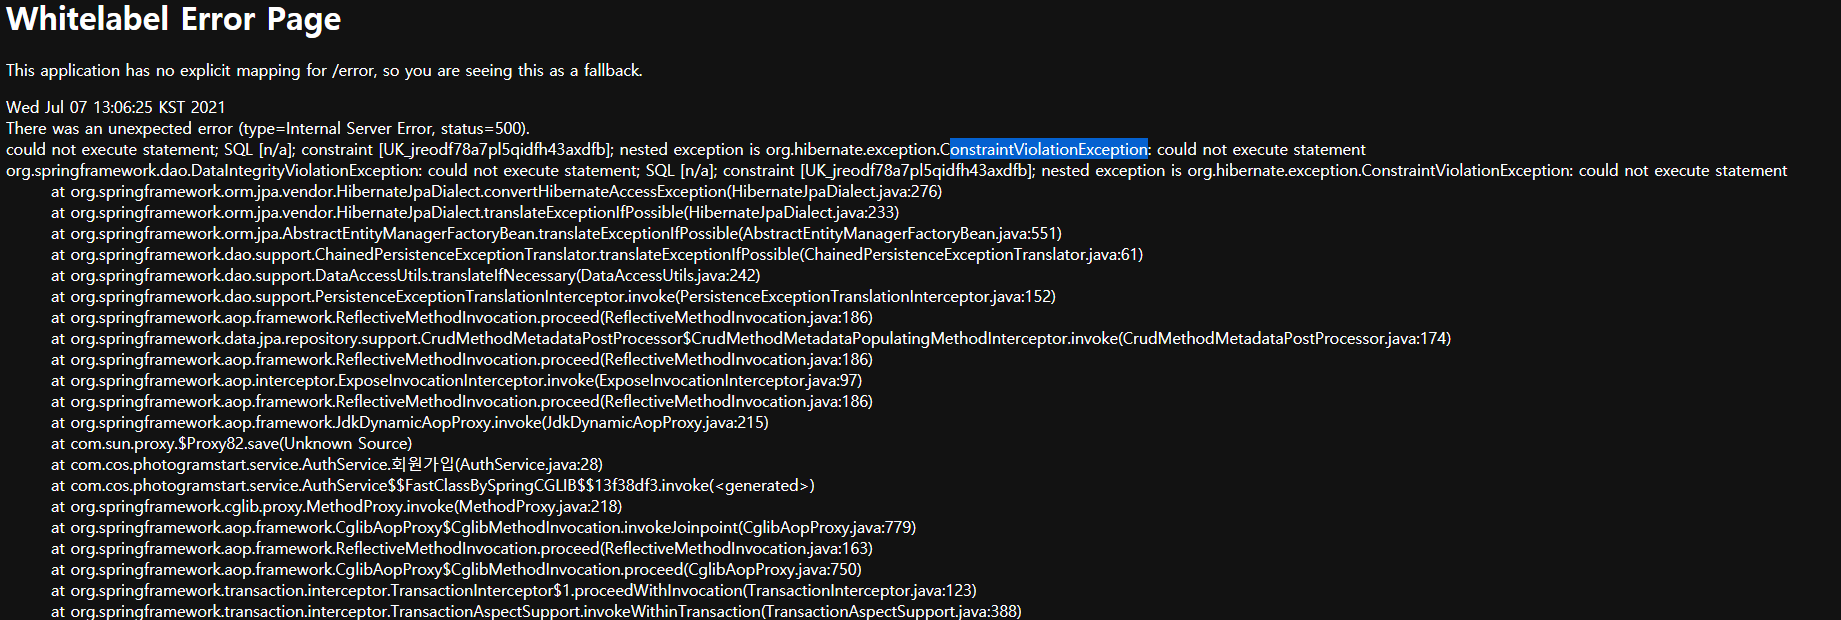 Whitelabel Error Page
This application has no explicit mapping for /error, so you are seeing this as a fallback.
Wed Jul 07 13:06:25 KST 2021
There was an unexpected error (type=Internal Server Error, status=500).
could not execute statement; SQL [n/a]; constraint [UK_jreodf78a7pl5qidfh43axdfb]; nested exception is org.hibernate.exception.ConstraintViolationException: could not execute statement
org.springframework.dao.DataIntegrityViolationException: could not execute statement; SQL [n/a]; constraint [UK_jreodf78a7pl5qidfh43axdfb]; nested exception is org.hibernate.exception.ConstraintViolationException: could not execute statement
at org.springframework.orm.jpa.vendor.HibernateJpaDialect.convertHibernateAccessException(HibernateJpaDialect.java:276)
at org.springframework.orm.jpa.vendor.HibernateJpaDialect.translateExceptionIfPossible(HibernateJpaDialect.java:233)
at org.springframework.orm.jpa.AbstractEntityManagerFactoryBean.translateExceptionIfPossible(AbstractEntityManagerFactoryBean.java:551)
at org.springframework.dao.support.ChainedPersistenceExceptionTranslator.translateExceptionIfPossible(ChainedPersistenceExceptionTranslator.java:61)
at org.springframework.dao.support.DataAccessUtils.translateIfNecessary(DataAccessUtils.java:242)
at org.springframework.dao.support.PersistenceExceptionTranslationInterceptor.invoke(PersistenceExceptionTranslationInterceptor.java:152)
at org.springframework.aop.framework.ReflectiveMethodInvocation.proceed(ReflectiveMethodInvocation.java:186)
at org.springframework.data.jpa.repository.support.CrudMethodMetadataPostProcessor$CrudMethodMetadataPopulatingMethodInterceptor.invoke(CrudMethodMetadataPostProcessor.java:174)
at org.springframework.aop.framework.ReflectiveMethodInvocation.proceed(ReflectiveMethodInvocation.java:186)
at org.springframework.aop.interceptor.ExposeInvocationInterceptor.invoke(ExposeInvocationInterceptor.java:97)
at org.springframework.aop.framework.ReflectiveMethodInvocation.proceed(ReflectiveMethodInvocation.java:186)
at org.springframework.aop.framework.JdkDynamicAopProxy.invoke(JdkDynamicAopProxy.java:215)
at com.sun.proxy.$Proxy82.save(Unknown Source)
at com.cos.photogramstart.service.AuthService.회원가입(AuthService.java:28)
at com.cos.photogramstart.service.AuthService$$FastClassBySpringCGLIB$$13f38df3.invoke(<generated>)
at org.springframework.cglib.proxy.MethodProxy.invoke(MethodProxy.java:218)
at org.springframework.aop.framework.CglibAopProxy$CglibMethodInvocation.invokeJoinpoint(CglibAopProxy.java:779)
at org.springframework.aop.framework.ReflectiveMethodInvocation.proceed(ReflectiveMethodInvocation.java:163)
at org.springframework.aop.framework.CglibAopProxy$CglibMethodInvocation.proceed(CglibAopProxy.java:750)
at org.springframework.transaction.interceptor.TransactionInterceptor$1.proceedWithInvocation(TransactionInterceptor.java:123)
at org.springframework.transaction.interceptor.TransactionAspectSupport.invokeWithinTransaction(TransactionAspectSupport.java:388)